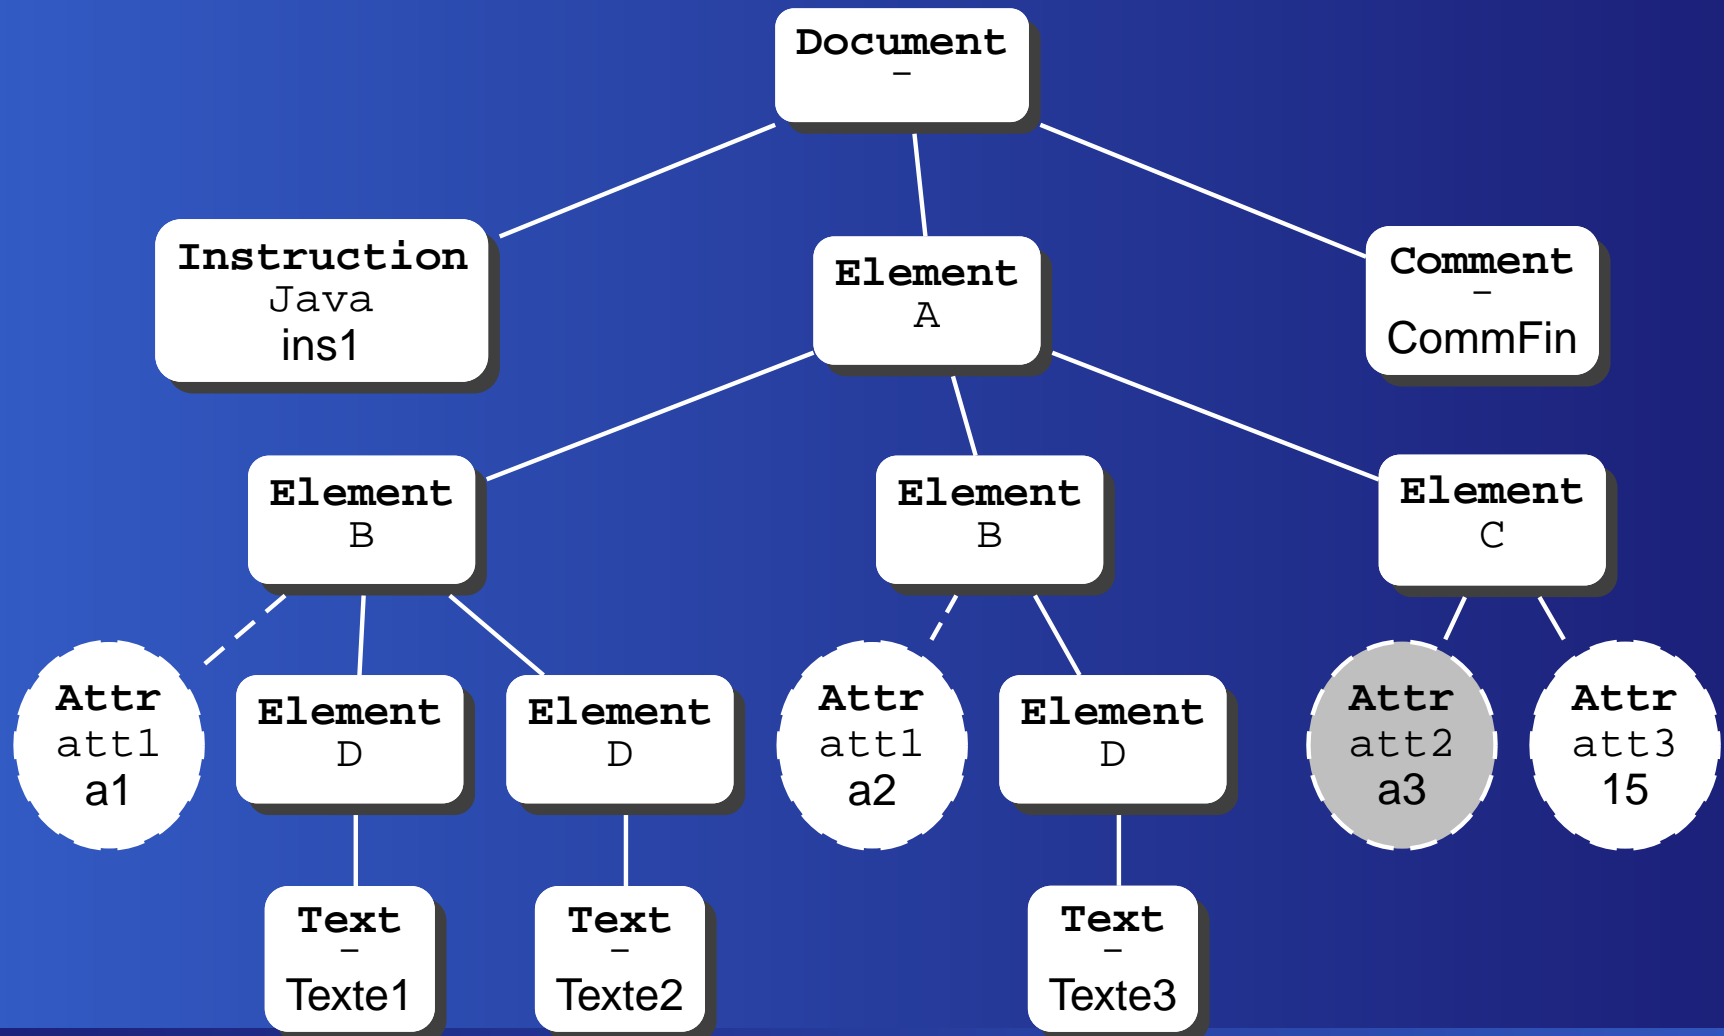 Document
-
Instruction
Java
ins1
Element
A
Comment
-
CommFin
Element
B
Element
B
Element
C
Attr
att1
a1
Element
D
Element
D
Attr
att1
a2
Element
D
Attr
att2
a3
Attr
att3
15
Text
-
Texte1
Text
-
Texte2
Text
-
Texte3